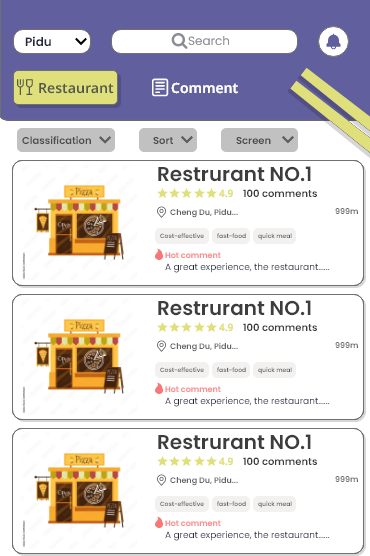 Pidu Search
Restaurant Comment
Classification Sort Screen
Restrurant NO.1
4.9 100 comments
Cheng Du, Pidu... 999m
Cost-effective fast-food quick meal
Hot comment
A great experience, the restaurant......
PIZZA
Open
Restrurant NO.1
4.9 100 comments
Cheng Du, Pidu... 999m
Cost-effective fast-food quick meal
Hot comment
A great experience, the restaurant......
PIZZA
Open
Restrurant NO.1
4.9 100 comments
Cheng Du, Pidu... 999m
Cost-effective fast-food quick meal
Hot comment
A great experience, the restaurant......
PIZZA
Open